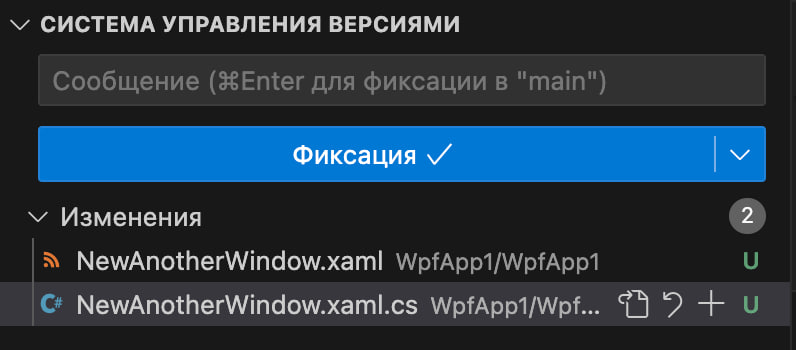 СИСТЕМА УПРАВЛЕНИЯ ВЕРСИЯМИ
Сообщение (⌘Enter для фиксации в "main")
Фиксация
Изменения 2
NewAnotherWindow.xaml WpfApp1/WpfApp1 U
C# NewAnotherWindow.xaml.cs WpfApp1/Wpf... U